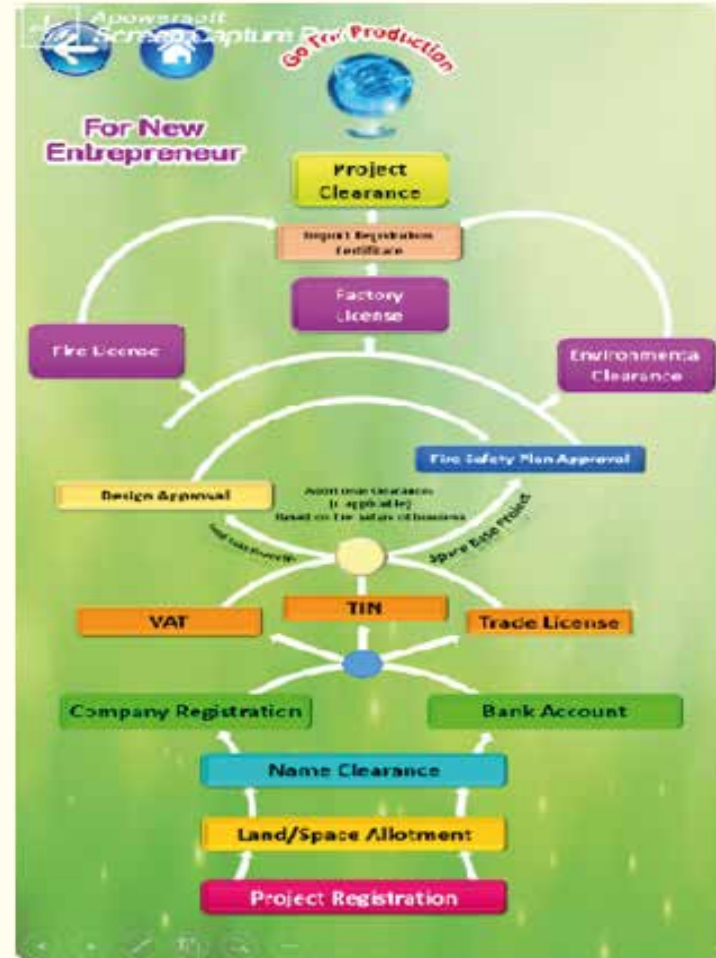 Apowersoft
Screen Capture
Go For Production
For New
Entrepreneur
Project
Clearance
Import Registration
Certificate
Factory
License
Fire License
Environmental
Clearance
Fire Safety Plan Approval
Design Approval
Additional Clearances
Based on the nature of business
Space Base Project
VAT
TIN
Trade License
Company Registration
Bank Account
Name Clearance
Land/Space Allotment
Project Registration